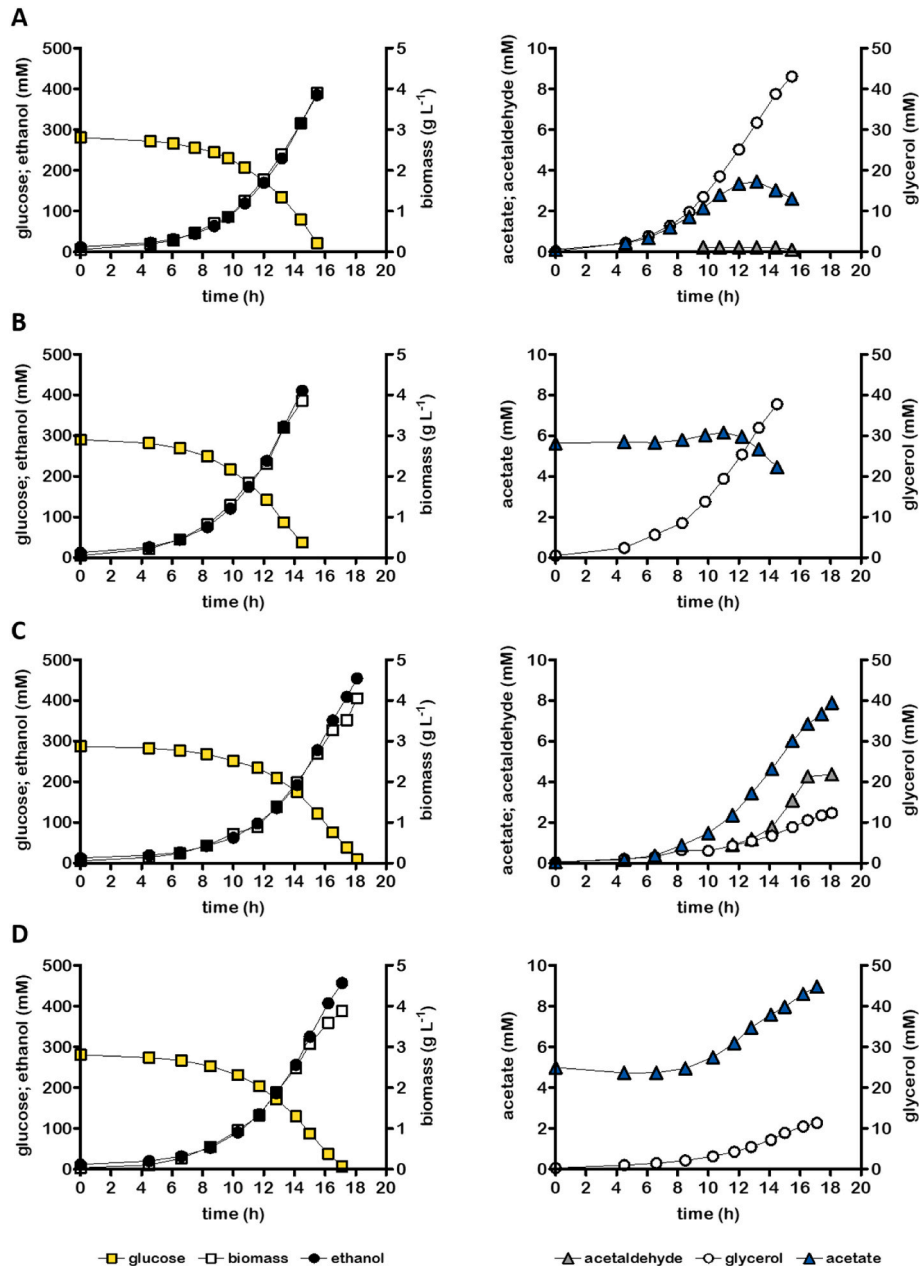 A
glucose; ethanol (mM)
500
400
300
200
100
0
5
4
3
2
1
0
biomass (g L⁻¹)
0 2 4 6 8 10 12 14 16 18 20
time (h)
acetate; acetaldehyde (mM)
10
8
6
4
2
0
50
40
30
20
10
0
glycerol (mM)
0 2 4 6 8 10 12 14 16 18 20
time (h)
B
glucose; ethanol (mM)
500
400
300
200
100
0
5
4
3
2
1
0
biomass (g L⁻¹)
0 2 4 6 8 10 12 14 16 18 20
time (h)
acetate (mM)
10
8
6
4
2
0
50
40
30
20
10
0
glycerol (mM)
0 2 4 6 8 10 12 14 16 18 20
time (h)
C
glucose; ethanol (mM)
500
400
300
200
100
0
5
4
3
2
1
0
biomass (g L⁻¹)
0 2 4 6 8 10 12 14 16 18 20
time (h)
acetate; acetaldehyde (mM)
10
8
6
4
2
0
50
40
30
20
10
0
glycerol (mM)
0 2 4 6 8 10 12 14 16 18 20
time (h)
D
glucose; ethanol (mM)
500
400
300
200
100
0
5
4
3
2
1
0
biomass (g L⁻¹)
0 2 4 6 8 10 12 14 16 18 20
time (h)
acetate (mM)
10
8
6
4
2
0
50
40
30
20
10
0
glycerol (mM)
0 2 4 6 8 10 12 14 16 18 20
time (h)
glucose biomass ethanol
acetaldehyde glycerol acetate